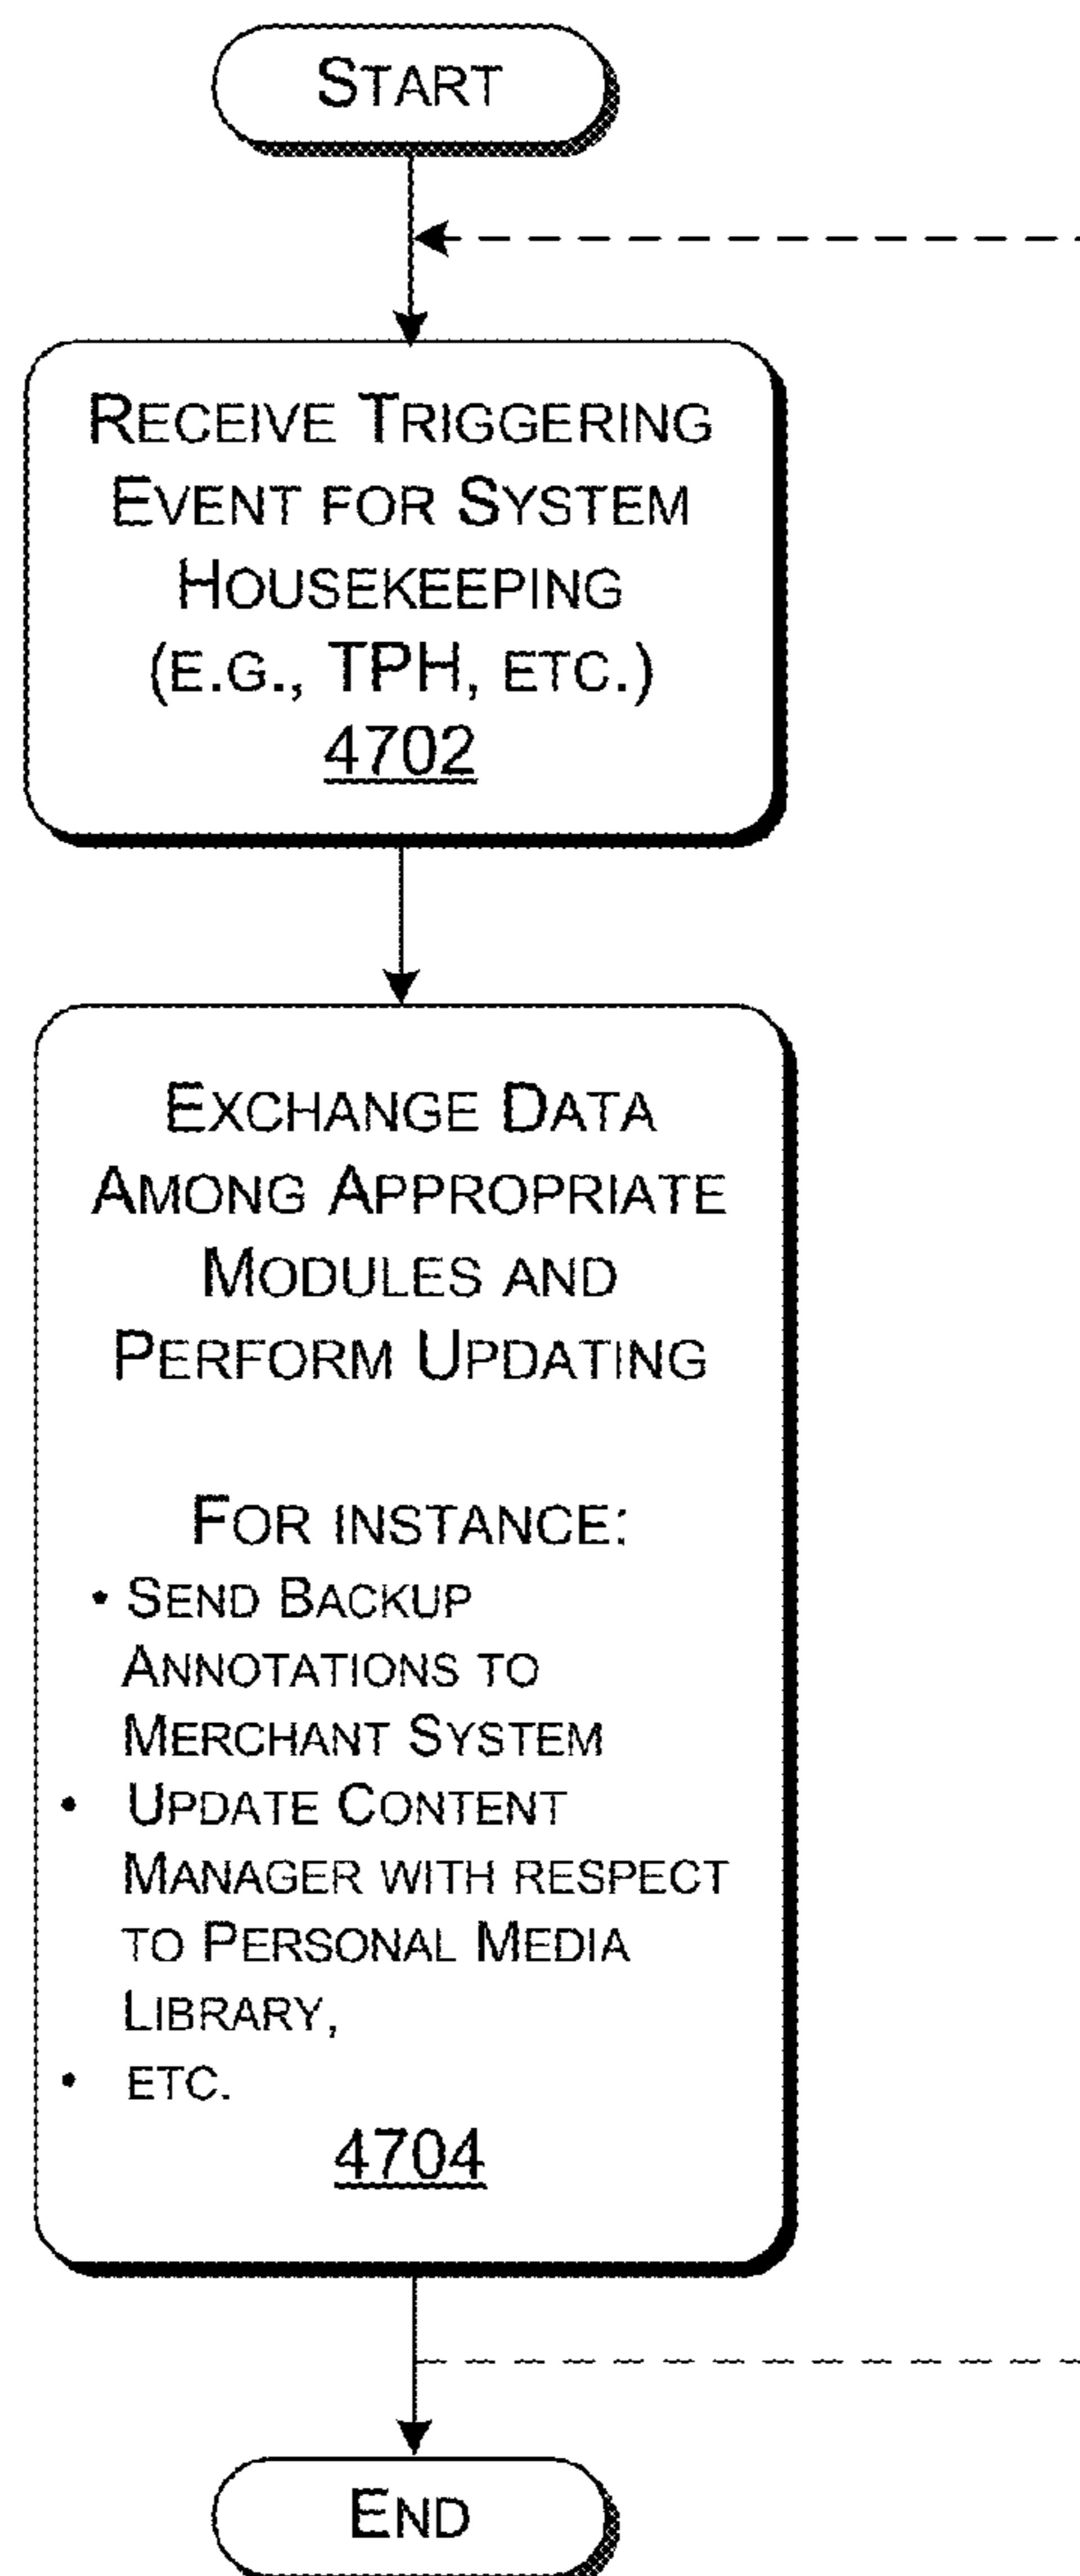 START
RECEIVE TRIGGERING
EVENT FOR SYSTEM
HOUSEKEEPING
(E.G., TPH, ETC.)
4702
EXCHANGE DATA
AMONG APPROPRIATE
MODULES AND
PERFORM UPDATING
FOR INSTANCE:
• SEND BACKUP
ANNOTATIONS TO
MERCHANT SYSTEM
• UPDATE CONTENT
MANAGER WITH RESPECT
TO PERSONAL MEDIA
LIBRARY,
• ETC.
4704
END